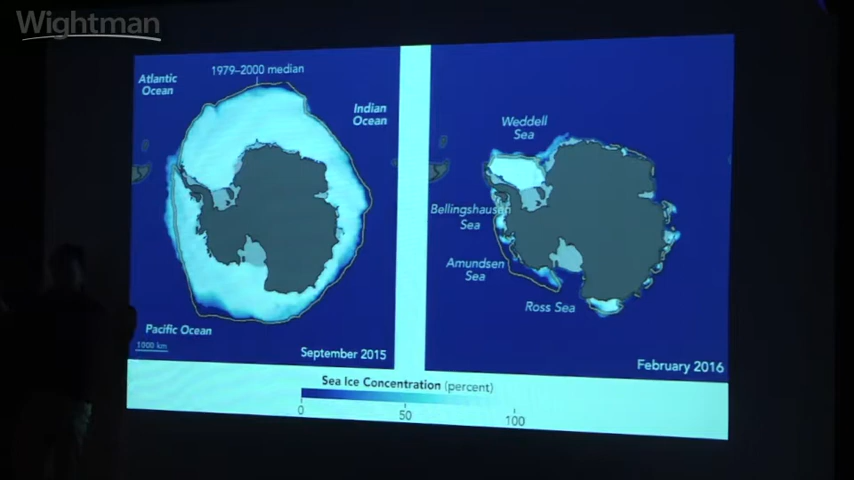 Wightman
Atlantic
Ocean
1979–2000 median
Indian
Ocean
Pacific Ocean
1000 km
September 2015
Weddell
Sea
Bellingshausen
Sea
Amundsen
Sea
Ross Sea
February 2016
Sea Ice Concentration (percent)
0
50
100